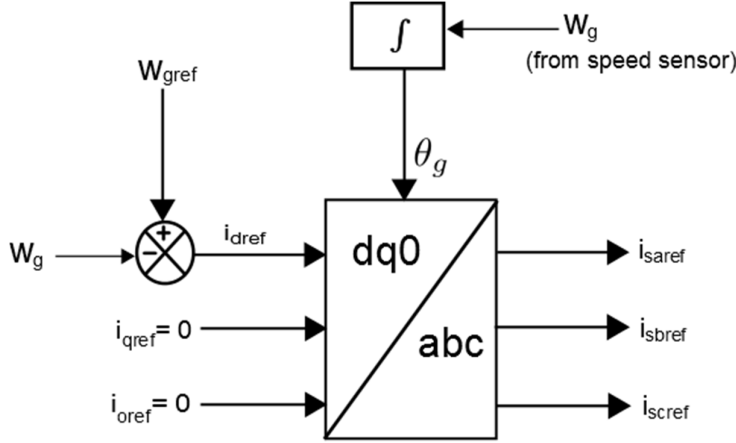 ∫
Wg
(from speed sensor)
Wgref
θg
+
-
Wg
idref
dq0
isaref
iqref= 0
abc
isbref
ioref= 0
iscref